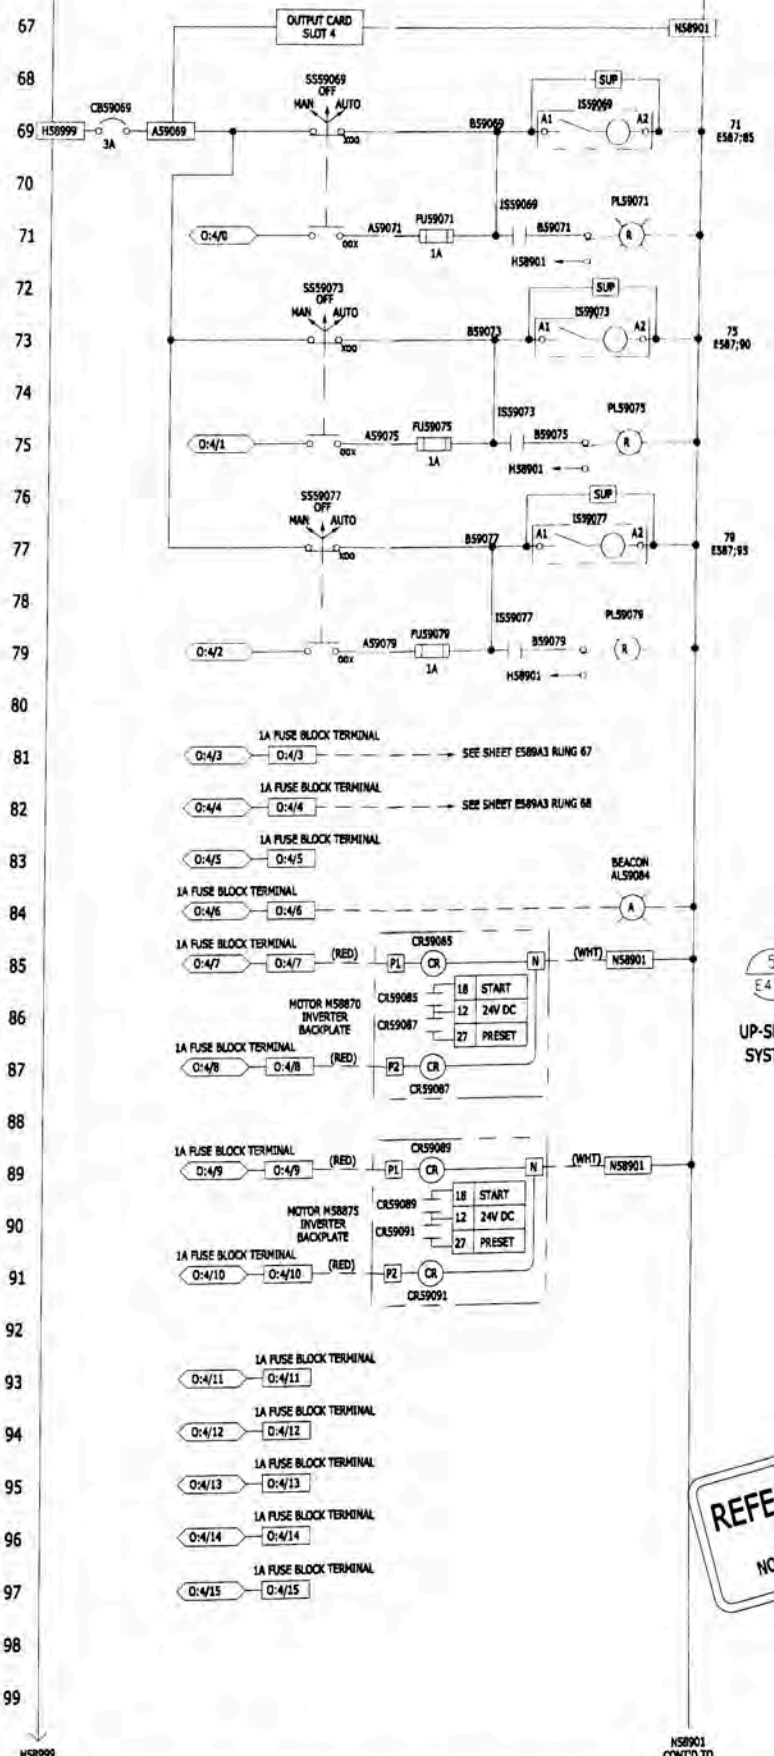 67
OUTPUT CARD
SLOT 4
N58901
68
SS59069
OFF
MAN AUTO
SUP
CB59069
IS59069
69 H58999 A59069 B59069 A1 A2 71
3A XOO E587;85
70
IS59069 PL59071
FU59071
71 O:4/0 A59071 B59071 R
OOX 1A
H58901
72
SS59073
OFF
MAN AUTO
SUP
IS59073
73 B59073 A1 A2 75
XOO E587;90
74
IS59073 PL59075
FU59075
75 O:4/1 A59075 B59075 R
OOX 1A
H58901
76
SS59077
OFF
MAN AUTO
SUP
IS59077
77 B59077 A1 A2 79
XOO E587;95
78
IS59077 PL59079
FU59079
79 O:4/2 A59079 B59079 R
OOX 1A
H58901
80
1A FUSE BLOCK TERMINAL
81 O:4/3 O:4/3 SEE SHEET E589A3 RUNG 67
1A FUSE BLOCK TERMINAL
82 O:4/4 O:4/4 SEE SHEET E589A3 RUNG 68
1A FUSE BLOCK TERMINAL
83 O:4/5 O:4/5
BEACON
AL59084
1A FUSE BLOCK TERMINAL
84 O:4/6 O:4/6 A
1A FUSE BLOCK TERMINAL
CR59085
85 O:4/7 O:4/7 (RED) P1 CR N (WHT) N58901
CR59085 18 START
86 MOTOR M58870 12 24V DC
INVERTER CR59087
BACKPLATE 27 PRESET
E4
UP-S
SYST
1A FUSE BLOCK TERMINAL
87 O:4/8 O:4/8 (RED) P2 CR
CR59087
88
1A FUSE BLOCK TERMINAL
CR59089
89 O:4/9 O:4/9 (RED) P1 CR N (WHT) N58901
CR59089 18 START
90 MOTOR M58875 12 24V DC
INVERTER CR59091
BACKPLATE 27 PRESET
1A FUSE BLOCK TERMINAL
91 O:4/10 O:4/10 (RED) P2 CR
CR59091
92
1A FUSE BLOCK TERMINAL
93 O:4/11 O:4/11
1A FUSE BLOCK TERMINAL
94 O:4/12 O:4/12
1A FUSE BLOCK TERMINAL
95 O:4/13 O:4/13
REFE
1A FUSE BLOCK TERMINAL
96 O:4/14 O:4/14
NO
1A FUSE BLOCK TERMINAL
97 O:4/15 O:4/15
98
99
N58901
CONT'D TO